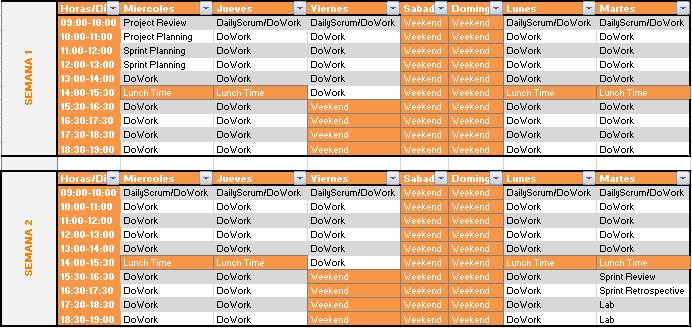 SEMANA 1
Horas/Di Miercoles Jueves Viernes Sabad Doming Lunes Martes
09:00-10:00 Project Review DailyScrum/DoWork DailyScrum/DoWork Weekend Weekend DailyScrum/DoWork DailyScrum/DoWork
10:00-11:00 Project Planning DoWork DoWork Weekend Weekend DoWork DoWork
11:00-12:00 Sprint Planning DoWork DoWork Weekend Weekend DoWork DoWork
12:00-13:00 Sprint Planning DoWork DoWork Weekend Weekend DoWork DoWork
13:00-14:00 DoWork DoWork DoWork Weekend Weekend DoWork DoWork
14:00-15:30 Lunch Time Lunch Time DoWork Weekend Weekend Lunch Time Lunch Time
15:30-16:30 DoWork DoWork Weekend Weekend Weekend DoWork DoWork
16:30:17:30 DoWork DoWork Weekend Weekend Weekend DoWork DoWork
17:30-18:30 DoWork DoWork Weekend Weekend Weekend DoWork DoWork
18:30-19:00 DoWork DoWork Weekend Weekend Weekend DoWork DoWork
SEMANA 2
Horas/Di Miercoles Jueves Viernes Sabad Doming Lunes Martes
09:00-10:00 DailyScrum/DoWork DailyScrum/DoWork DailyScrum/DoWork Weekend Weekend DailyScrum/DoWork DailyScrum/DoWork
10:00-11:00 DoWork DoWork DoWork Weekend Weekend DoWork DoWork
11:00-12:00 DoWork DoWork DoWork Weekend Weekend DoWork DoWork
12:00-13:00 DoWork DoWork DoWork Weekend Weekend DoWork DoWork
13:00-14:00 DoWork DoWork DoWork Weekend Weekend DoWork DoWork
14:00-15:30 Lunch Time Lunch Time DoWork Weekend Weekend Lunch Time Lunch Time
15:30-16:30 DoWork DoWork Weekend Weekend Weekend DoWork Sprint Review
16:30:17:30 DoWork DoWork Weekend Weekend Weekend DoWork Sprint Retrospective
17:30-18:30 DoWork DoWork Weekend Weekend Weekend DoWork Lab
18:30-19:00 DoWork DoWork Weekend Weekend Weekend DoWork Lab